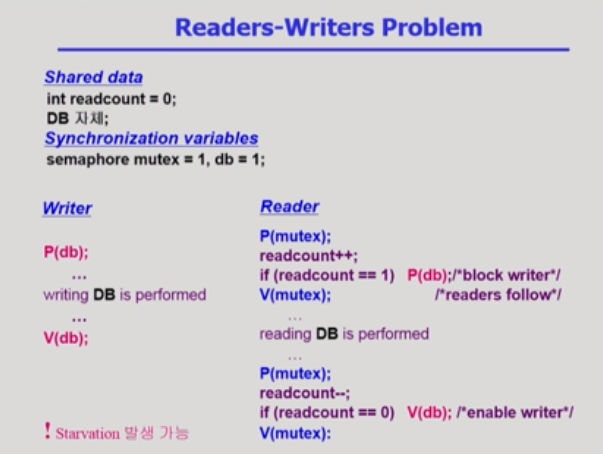 Readers-Writers Problem
Shared data
int readcount = 0;
DB 자체;
Synchronization variables
semaphore mutex = 1, db = 1;
Writer
P(db);
...
writing DB is performed
...
V(db);
! Starvation 발생 가능
Reader
P(mutex);
readcount++;
if (readcount == 1) P(db);/*block writer*/
V(mutex); /*readers follow*/
...
reading DB is performed
...
P(mutex);
readcount--;
if (readcount == 0) V(db); /*enable writer*/
V(mutex):